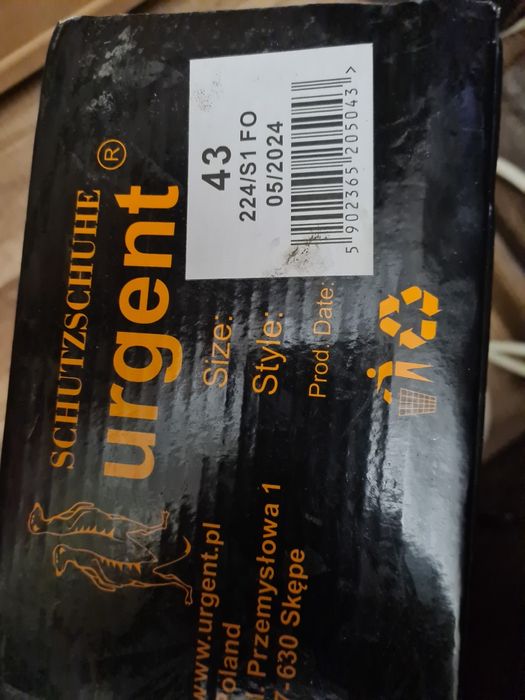 SCHUTZSCHUHE
urgent®
Size: 43
Style: 224/S1 FO
Prod. Date: 05/2024
5 902365 205043 >
www.urgent.pl
Poland
Przemysłowa 1
-630 Skępe